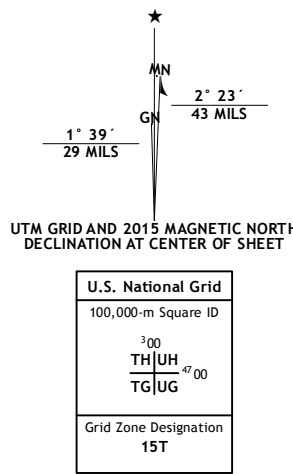 ★
MN
GN
2° 23´
43 MILS
1° 39´
29 MILS
UTM GRID AND 2015 MAGNETIC NORTH
DECLINATION AT CENTER OF SHEET
U.S. National Grid
100,000-m Square ID
³00
TH UH
⁴⁷00
TG UG
Grid Zone Designation
15T